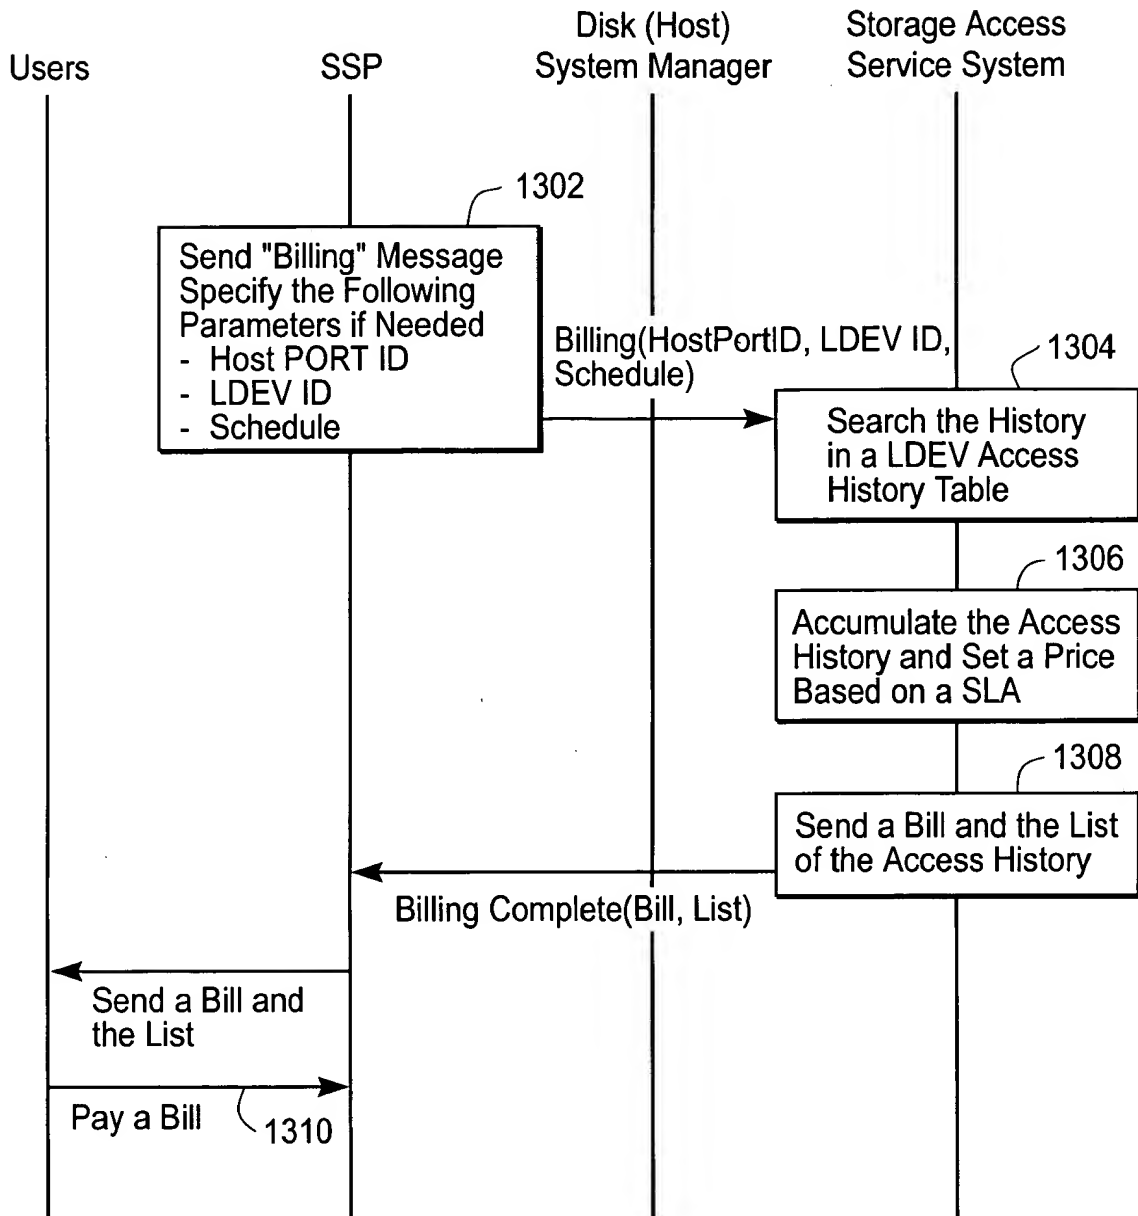 Users
SSP
Disk (Host)
System Manager
Storage Access
Service System
1302
Send "Billing" Message
Specify the Following
Parameters if Needed
- Host PORT ID
- LDEV ID
- Schedule
Billing(HostPortID, LDEV ID,
Schedule)
1304
Search the History
in a LDEV Access
History Table
1306
Accumulate the Access
History and Set a Price
Based on a SLA
1308
Send a Bill and the List
of the Access History
Billing Complete(Bill, List)
Send a Bill and
the List
Pay a Bill
1310